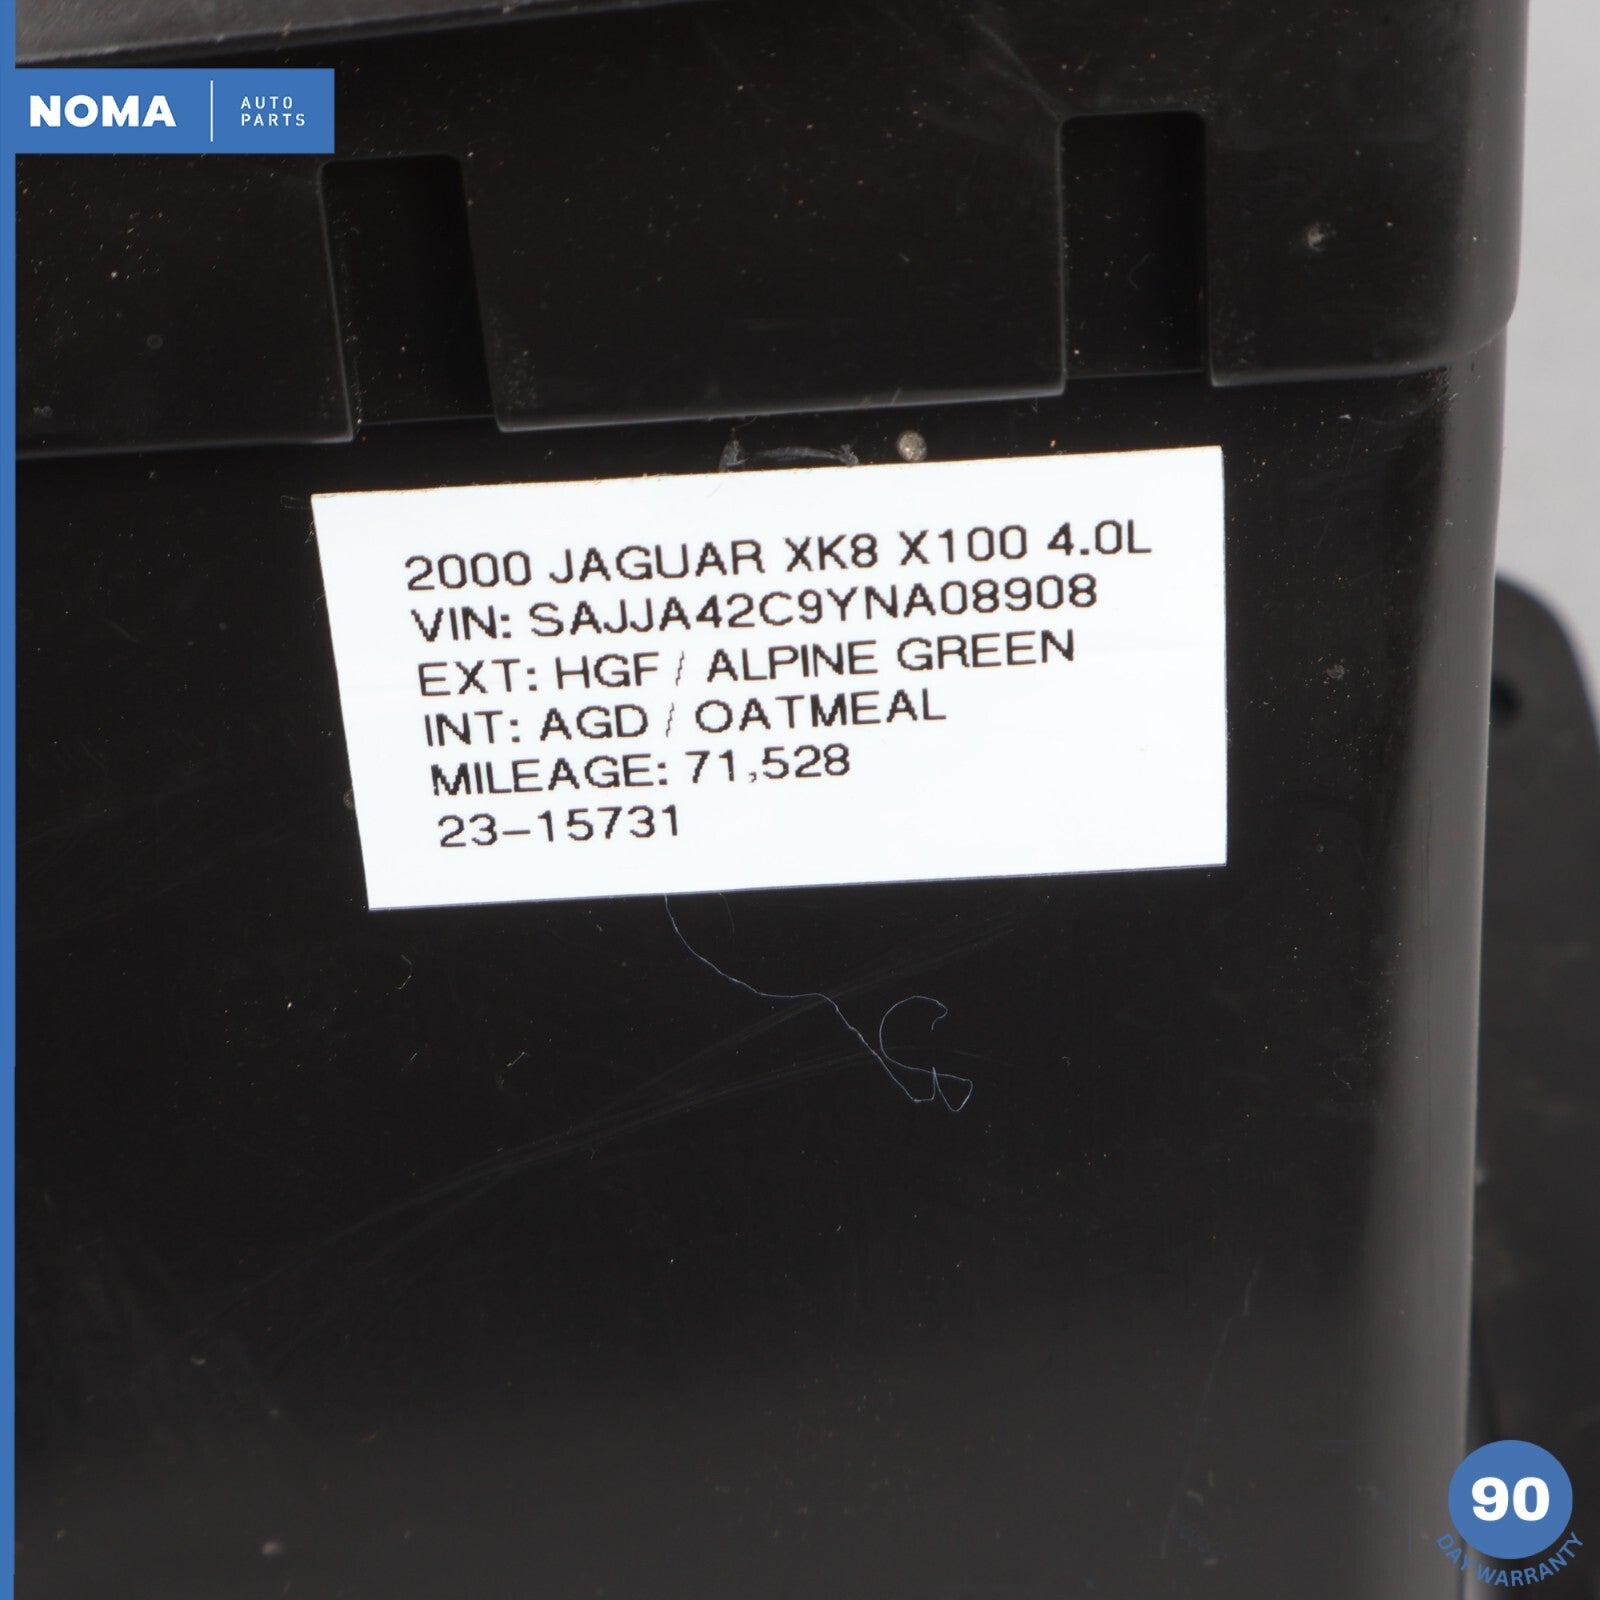 NOMA
AUTO
PARTS
2000 JAGUAR XK8 X100 4.0L
VIN: SAJJA42C9YNA08908
EXT: HGF / ALPINE GREEN
INT: AGD / OATMEAL
MILEAGE: 71,528
23-15731
90
DAY WARRANTY